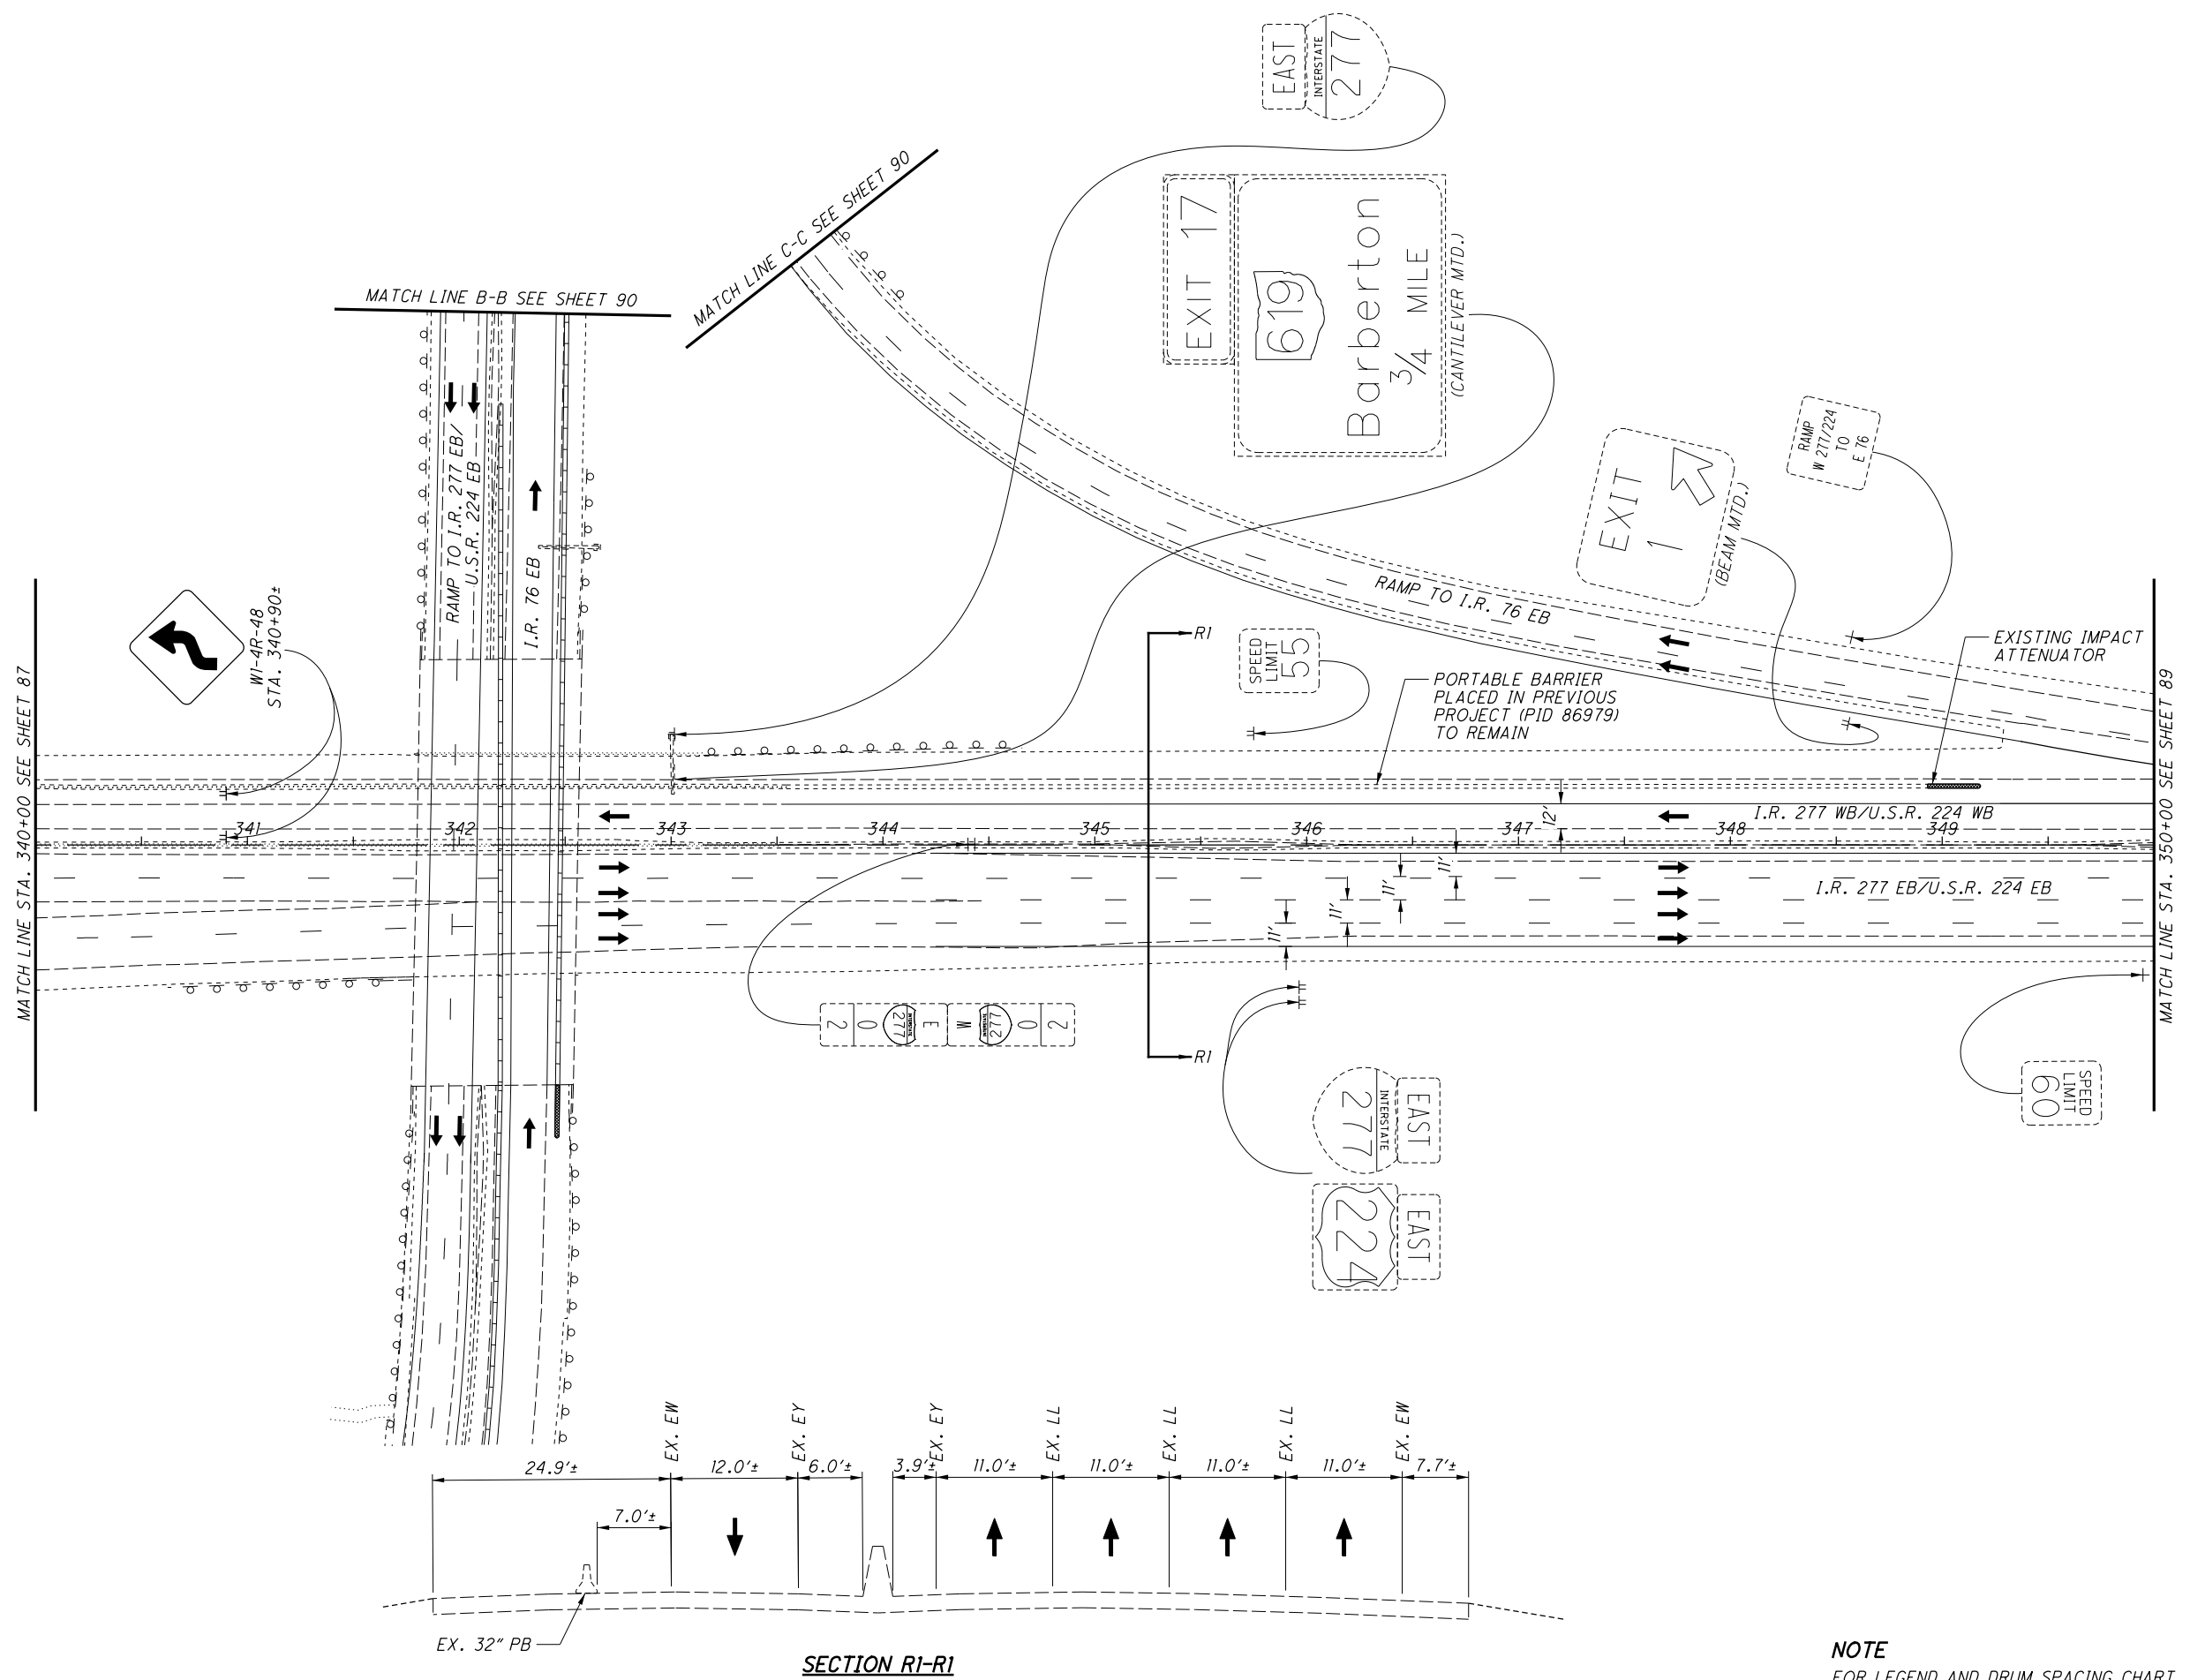 EAST
INTERSTATE
277
MATCH LINE C-C SEE SHEET 90
EXIT 17
619
Barberton
3/4 MILE
(CANTILEVER MTD.)
MATCH LINE B-B SEE SHEET 90
RAMP TO I.R. 277 EB/
U.S.R. 224 EB
I.R. 76 EB
RAMP
W 277/224
TO
E 76
EXIT
1
(BEAM MTD.)
RAMP TO I.R. 76 EB
W1-4R-48
STA. 340+90±
R1
SPEED
LIMIT
55
EXISTING IMPACT
ATTENUATOR
PORTABLE BARRIER
PLACED IN PREVIOUS
PROJECT (PID 86979)
TO REMAIN
MATCH LINE STA. 340+00 SEE SHEET 87
MATCH LINE STA. 350+00 SEE SHEET 89
12'
I.R. 277 WB/U.S.R. 224 WB
341 342 343 344 345 346 347 348 349
11'
11'
11'
11'
I.R. 277 EB/U.S.R. 224 EB
2
0
INTERSTATE
277
E
W
INTERSTATE
277
0
2
R1
EAST
INTERSTATE
277
EAST
224
SPEED
LIMIT
60
EX. EW
EX. EY
EX. EY
EX. LL
EX. LL
EX. LL
EX. EW
24.9'± 12.0'± 6.0'± 3.9'± 11.0'± 11.0'± 11.0'± 11.0'± 7.7'±
7.0'±
EX. 32" PB
SECTION R1-R1
NOTE
FOR LEGEND AND DRUM SPACING CHART